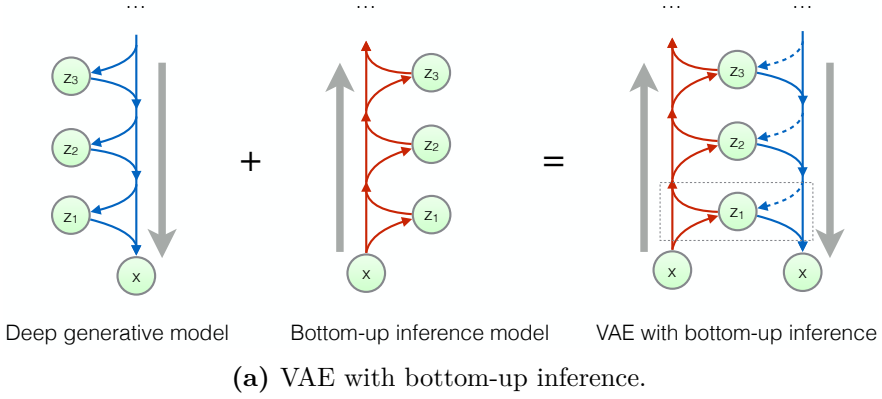 ... ... ... ...
z3 z3 z3
z2 + z2 = z2
z1 z1 z1
x x x x
Deep generative model Bottom-up inference model VAE with bottom-up inference
(a) VAE with bottom-up inference.